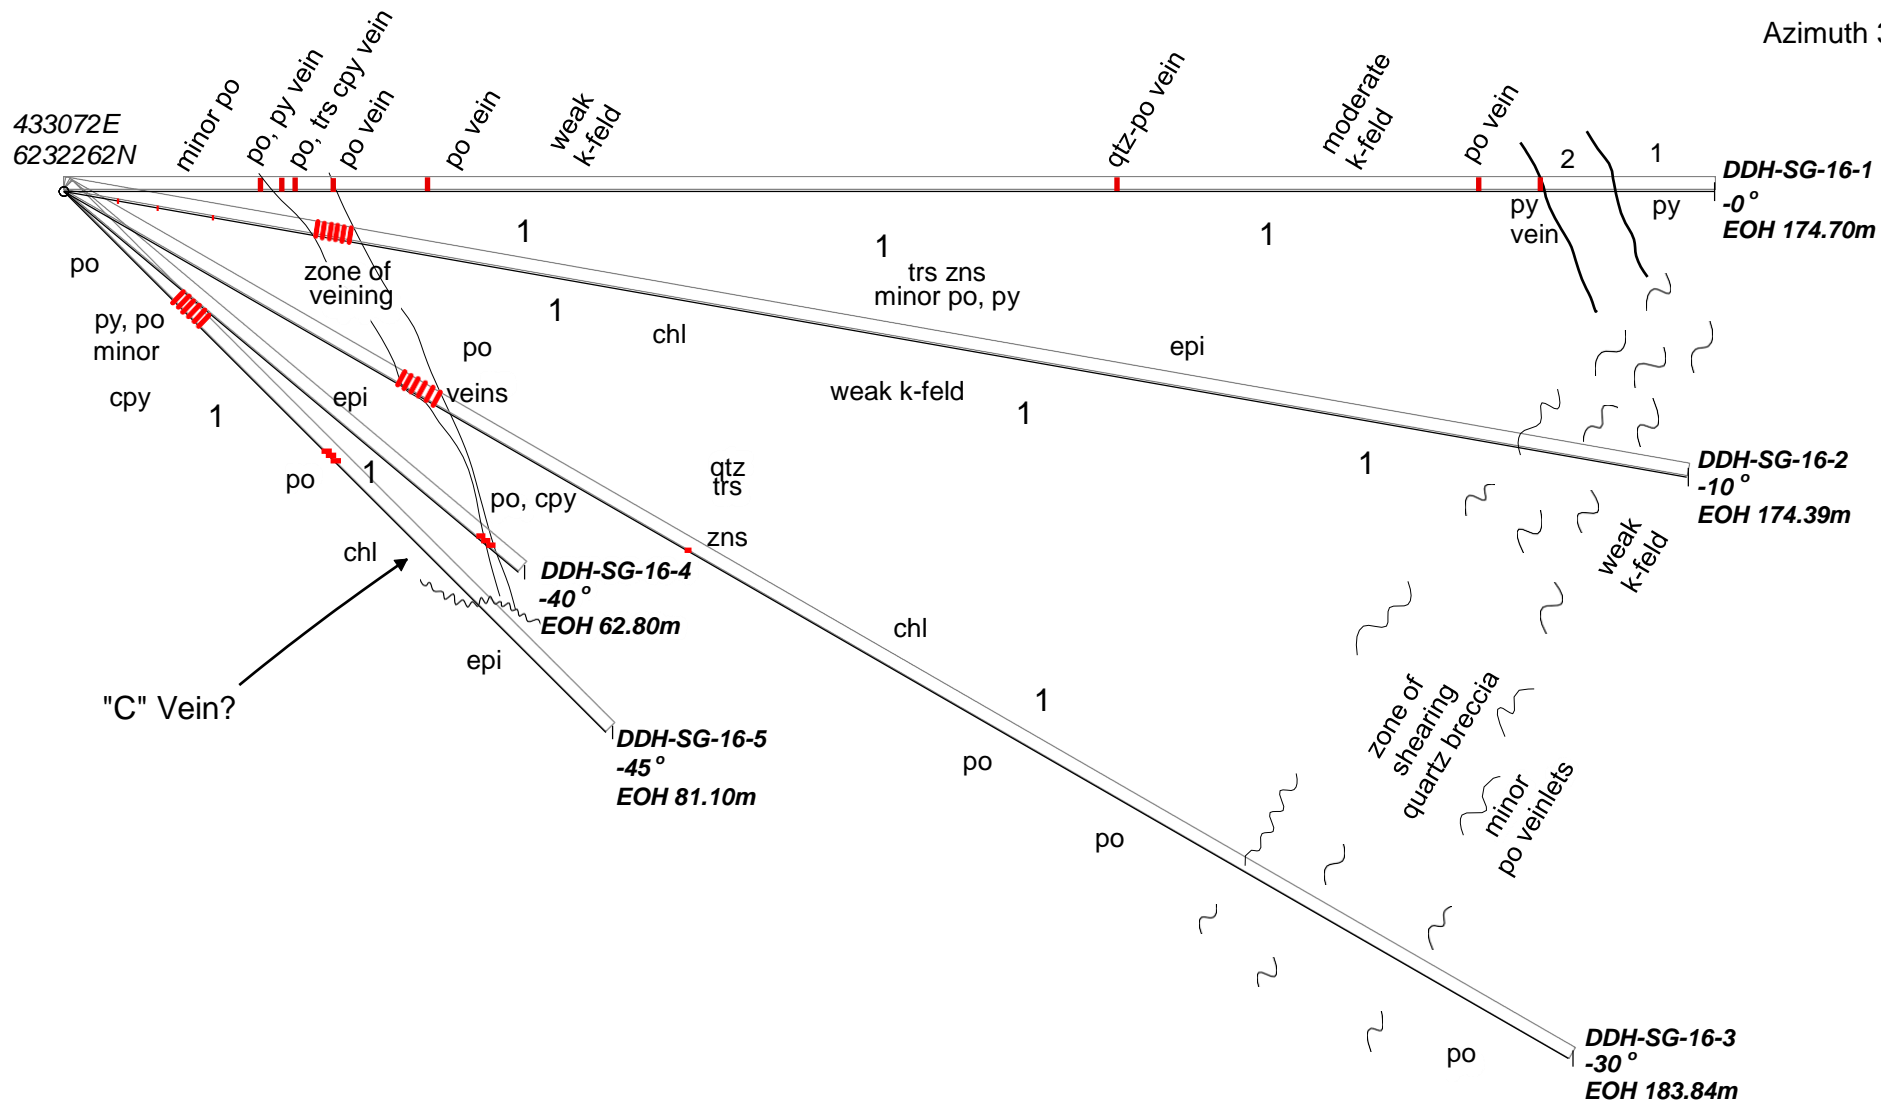 Azimuth 3
433072E
6232262N
minor po
po, py vein
po, trs cpy vein
po vein
po vein
weak
k-feld
qtz-po vein
moderate
k-feld
po vein
2
1
DDH-SG-16-1
-0 °
EOH 174.70m
py
vein
py
1
1
1
po
zone of
veining
trs zns
minor po, py
py, po
minor
cpy
1
chl
epi
po
veins
epi
weak k-feld
1
1
1
DDH-SG-16-2
-10 °
EOH 174.39m
po
1
qtz
trs
zns
po, cpy
chl
weak
k-feld
DDH-SG-16-4
-40 °
EOH 62.80m
epi
chl
"C" Vein?
1
DDH-SG-16-5
-45 °
EOH 81.10m
po
po
zone of
shearing
quartz breccia
minor
po veinlets
po
DDH-SG-16-3
-30 °
EOH 183.84m